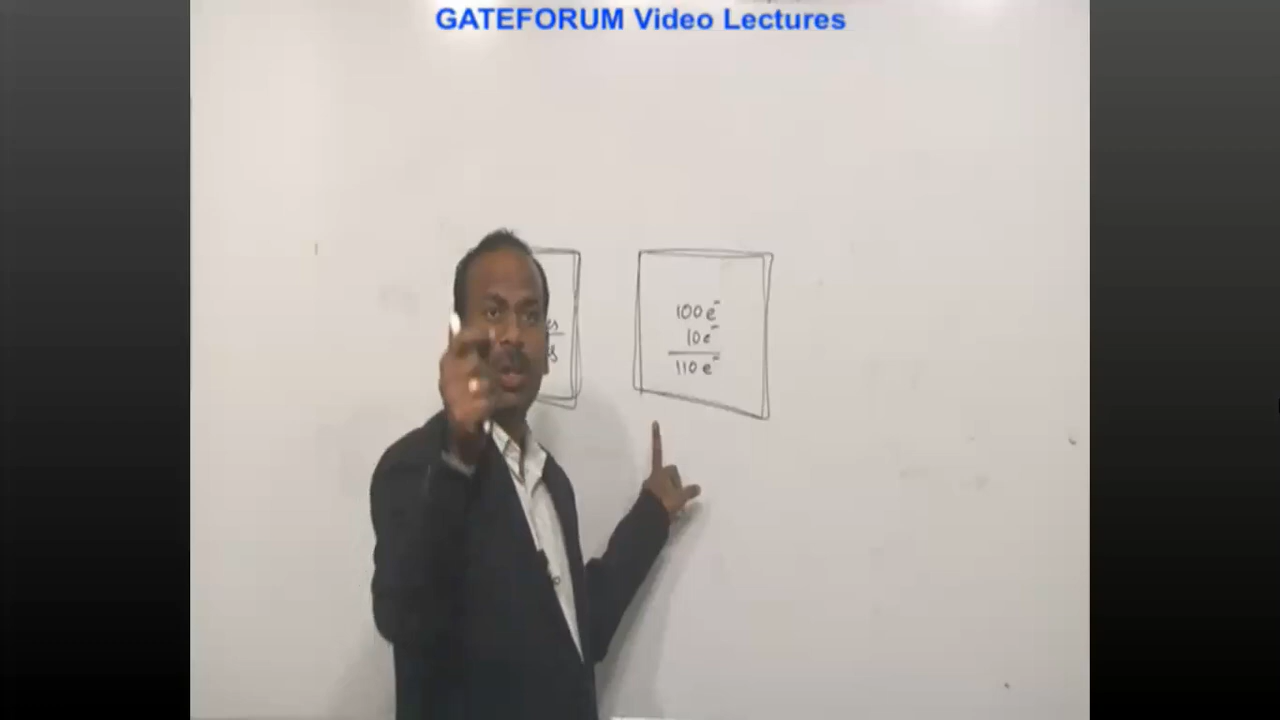 GATEFORUM Video Lectures
100 e⁻
10 e⁻
110 e⁻